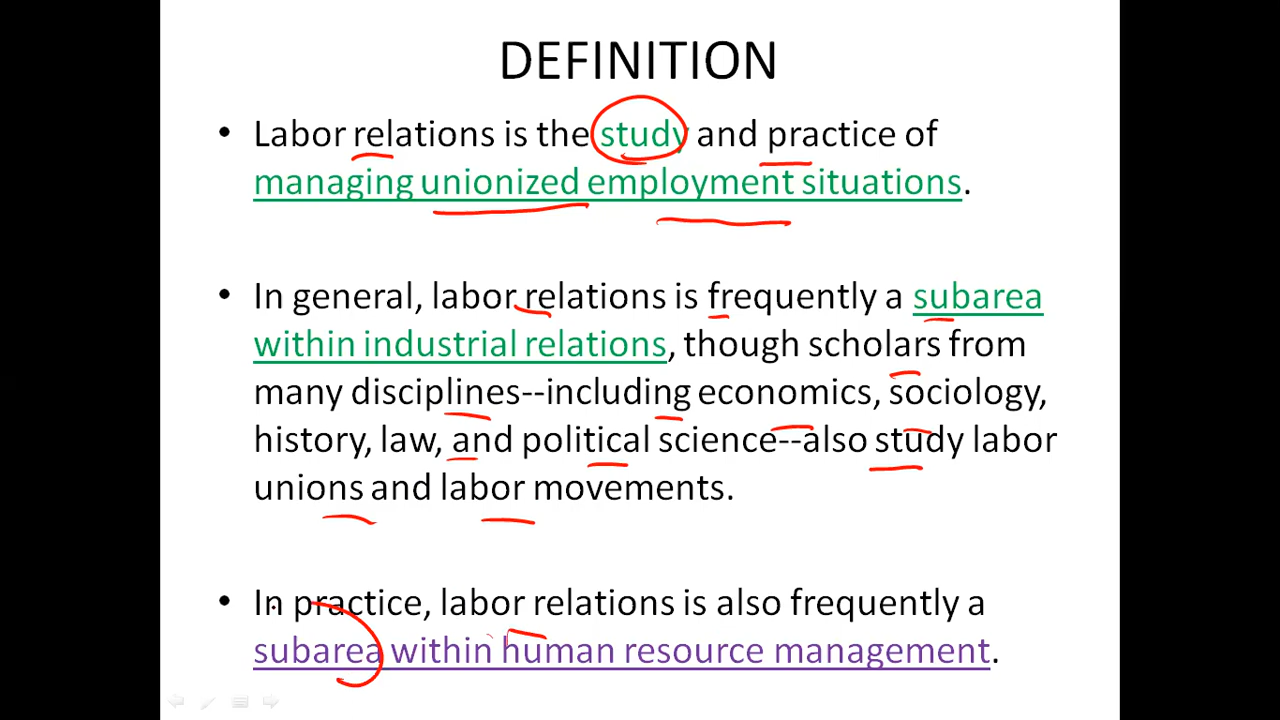 DEFINITION
• Labor relations is the study and practice of
managing unionized employment situations.
• In general, labor relations is frequently a subarea
within industrial relations, though scholars from
many disciplines--including economics, sociology,
history, law, and political science--also study labor
unions and labor movements.
• In practice, labor relations is also frequently a
subarea within human resource management.